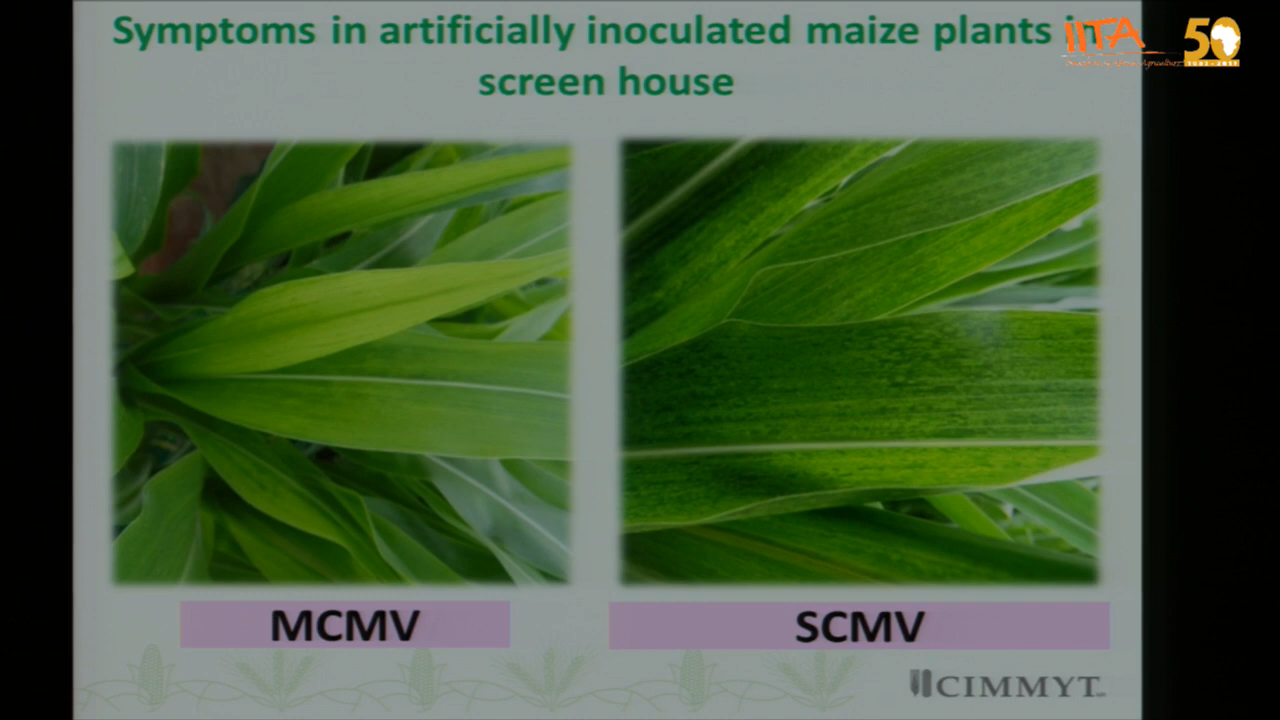 Symptoms in artificially inoculated maize plants in
screen house
IITA
50
MCMV
SCMV
CIMMYT